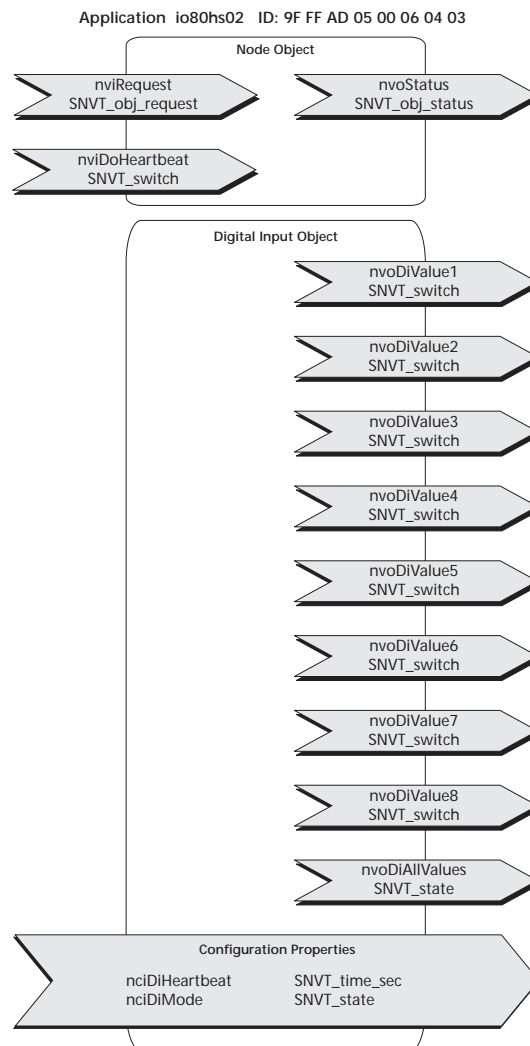 Application io80hs02 ID: 9F FF AD 05 00 06 04 03
Node Object
nviRequest
SNVT_obj_request
nvoStatus
SNVT_obj_status
nviDoHeartbeat
SNVT_switch
Digital Input Object
nvoDiValue1
SNVT_switch
nvoDiValue2
SNVT_switch
nvoDiValue3
SNVT_switch
nvoDiValue4
SNVT_switch
nvoDiValue5
SNVT_switch
nvoDiValue6
SNVT_switch
nvoDiValue7
SNVT_switch
nvoDiValue8
SNVT_switch
nvoDiAllValues
SNVT_state
Configuration Properties
nciDiHeartbeat SNVT_time_sec
nciDiMode SNVT_state